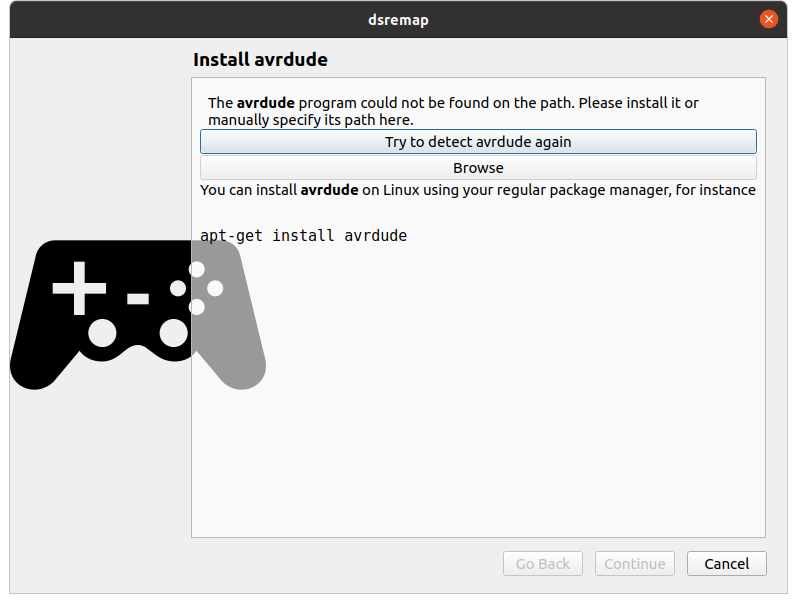 dsremap
Install avrdude
The avrdude program could not be found on the path. Please install it or
manually specify its path here.
Try to detect avrdude again
Browse
You can install avrdude on Linux using your regular package manager, for instance
apt-get install avrdude
Go Back
Continue
Cancel